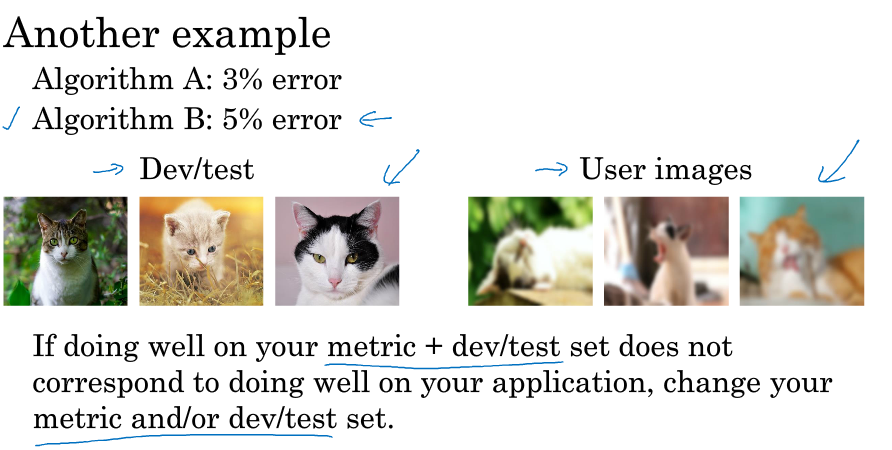 Another example
Algorithm A: 3% error
✓ Algorithm B: 5% error ←
→ Dev/test
→ User images
If doing well on your metric + dev/test set does not
correspond to doing well on your application, change your
metric and/or dev/test set.